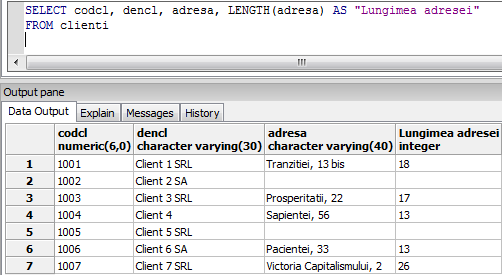 SELECT codcl, dencl, adresa, LENGTH(adresa) AS "Lungimea adresei"
FROM clienti
Output pane
Data Output Explain Messages History
codcl dencl adresa Lungimea adresei
numeric(6,0) character varying(30) character varying(40) integer
1 1001 Client 1 SRL Tranzitiei, 13 bis 18
2 1002 Client 2 SA
3 1003 Client 3 SRL Prosperitatii, 22 17
4 1004 Client 4 Sapientei, 56 13
5 1005 Client 5 SRL
6 1006 Client 6 SA Pacientei, 33 13
7 1007 Client 7 SRL Victoria Capitalismului, 2 26